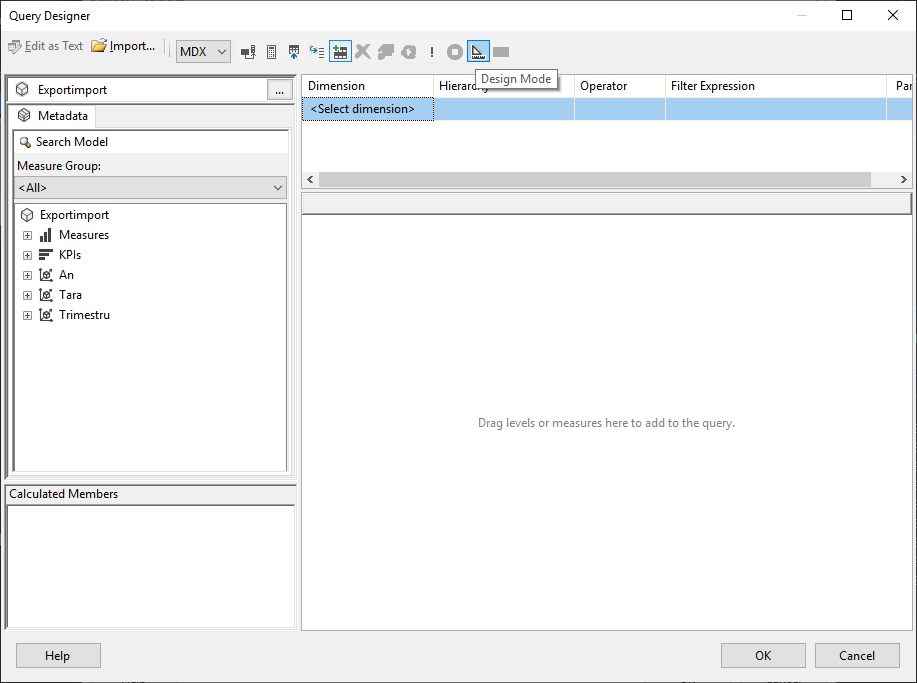 Query Designer
Edit as Text Import... MDX !
Design Mode
Exportimport ...
Metadata
Search Model
Measure Group:
<All>
Exportimport
Measures
KPIs
An
Tara
Trimestru
Calculated Members
Dimension Hierarchy Operator Filter Expression Par
<Select dimension>
Drag levels or measures here to add to the query.
Help OK Cancel